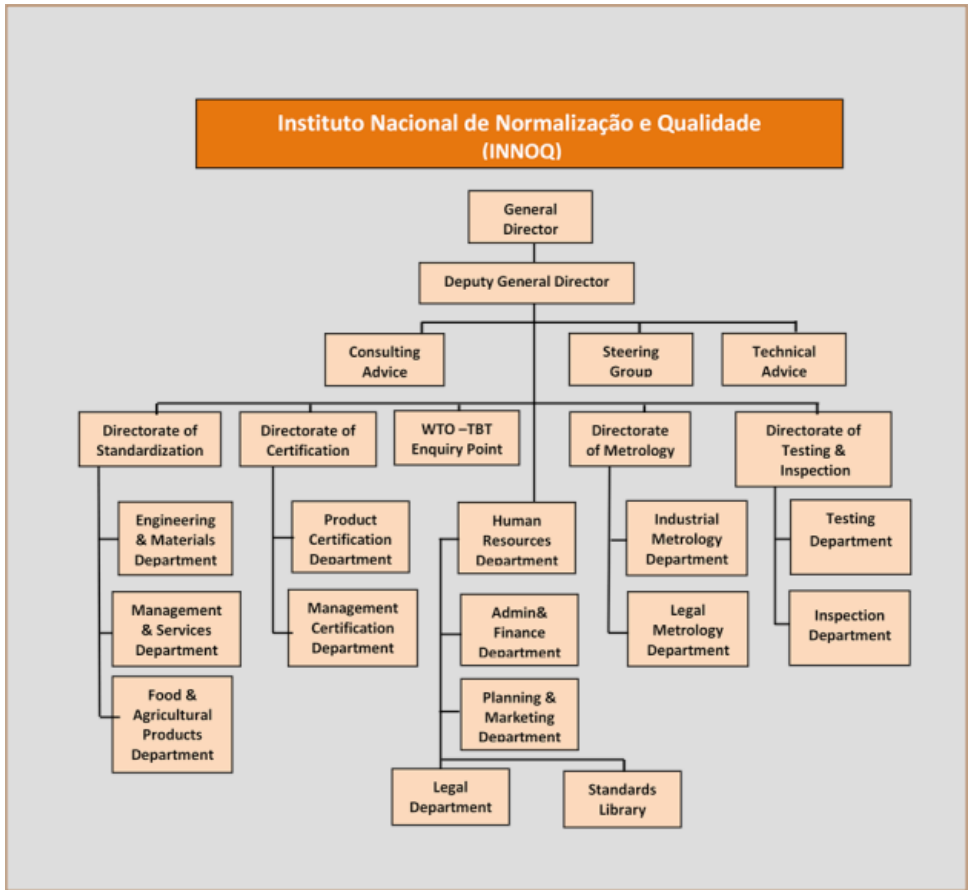 Instituto Nacional de Normalização e Qualidade
(INNOQ)
General
Director
Deputy General Director
Consulting
Advice
Steering
Group
Technical
Advice
Directorate of
Standardization
Directorate of
Certification
WTO –TBT
Enquiry Point
Directorate
of Metrology
Directorate of
Testing &
Inspection
Engineering
& Materials
Department
Product
Certification
Department
Human
Resources
Department
Industrial
Metrology
Department
Testing
Department
Management
& Services
Department
Management
Certification
Department
Admin&
Finance
Department
Legal
Metrology
Department
Inspection
Department
Food &
Agricultural
Products
Department
Planning &
Marketing
Department
Legal
Department
Standards
Library